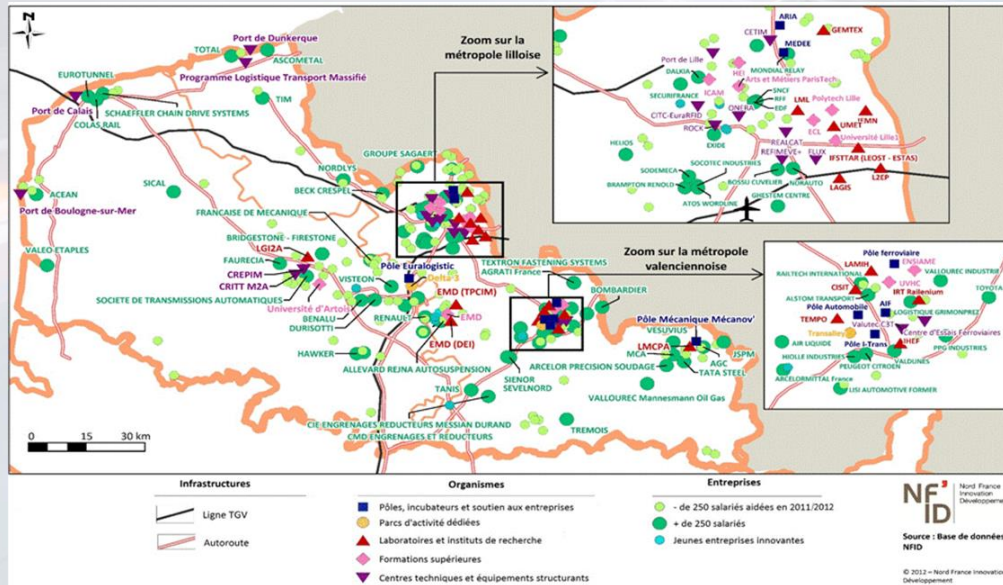 N
Port de Dunkerque
TOTAL
ASCOMETAL
Programme Logistique Transport Massifié
EUROTUNNEL
TIM
Port de Calais
SCHAEFFLER CHAIN DRIVE SYSTEMS
COLAS RAIL
ACEAN
Port de Boulogne-sur-Mer
VALEO ETAPLES
SICAL
NORDLYS
GROUPE SAGAERT
BECK CRESPEL
FRANCAISE DE MECANIQUE
BRIDGESTONE - FIRESTONE
LGI2A
FAURECIA
CREPIM
CRITT M2A
SOCIETE DE TRANSMISSIONS AUTOMATIQUES
Université d'Artois
VISTEON
Pôle Euralogistic
Delta 3
BENALU
DURISOTTI
RENAULT
EMD (TPCIM)
EMD
EMD (DEI)
HAWKER
ALLEVARD REJNA AUTOSUSPENSION
TEXTRON FASTENING SYSTEMS
AGRATI France
BOMBARDIER
Pôle Mécanique Mécanov'
VESUVIUS
LMCPA
MCA
JSPM
AGC
TATA STEEL
ARCELOR PRECISION SOUDAGE
SIENOR
SEVELNORD
TANIS
VALLOUREC Mannesmann Oil Gas
CIE ENGRENAGES REDUCTEURS MESSIAN DURAND
CMD ENGRENAGES ET REDUCTEURS
TREMOIS
0 15 30 km
Zoom sur la
métropole lilloise
ARIA
GEMTEX
CETIM
MEDEE
Port de Lille
HEI
MONDIAL RELAY
DALKIA
Arts et Métiers ParisTech
ICAM
SECURIFRANCE
SNCF
RFF
EDF
ONERA
LML
Polytech Lille
CITC-EuraRFID
IEMN
ROCK
ECL
UMET
EXIDE
REALCAT
Université Lille1
HELIOS
REFIMEVE+
FLUX
IFSTTAR (LEOST - ESTAS)
SOCOTEC INDUSTRIES
SODEMECA
BOSSU CUVELIER
NORAUTO
L2EP
BRAMPTON RENOLD
GHESTEM CENTRE
LAGIS
ATOS WORDLINE
Zoom sur la métropole
valenciennoise
Pôle ferroviaire
LAMIH
ENSIAME
RAILTECH INTERNATIONAL
VALLOUREC INDUSTRIES
UVHC
CISIT
TOYOTA
IRT Railenium
ALSTOM TRANSPORT
Pôle Automobile
AIF
LOGISTIQUE GRIMONPREZ
TEMPO
Valutec C3T
Centre d'Essais Ferroviaires
Transalley
Pôle I-Trans
IHEF
PPG INDUSTRIES
AIR LIQUIDE
HIOLLE INDUSTRIES
VALDUNES
PEUGEOT CITROEN
ARCELORMITTAL France
LISI AUTOMOTIVE FORMER
Infrastructures
Ligne TGV
Autoroute
Organismes
Pôles, incubateurs et soutien aux entreprises
Parcs d'activité dédiées
Laboratoires et instituts de recherche
Formations supérieures
Centres techniques et équipements structurants
Entreprises
- de 250 salariés aidées en 2011/2012
+ de 250 salariés
Jeunes entreprises innovantes
NF'ID
Nord France
Innovation
Développement
Source : Base de données
NFID
© 2012 – Nord France Innovation
Développement